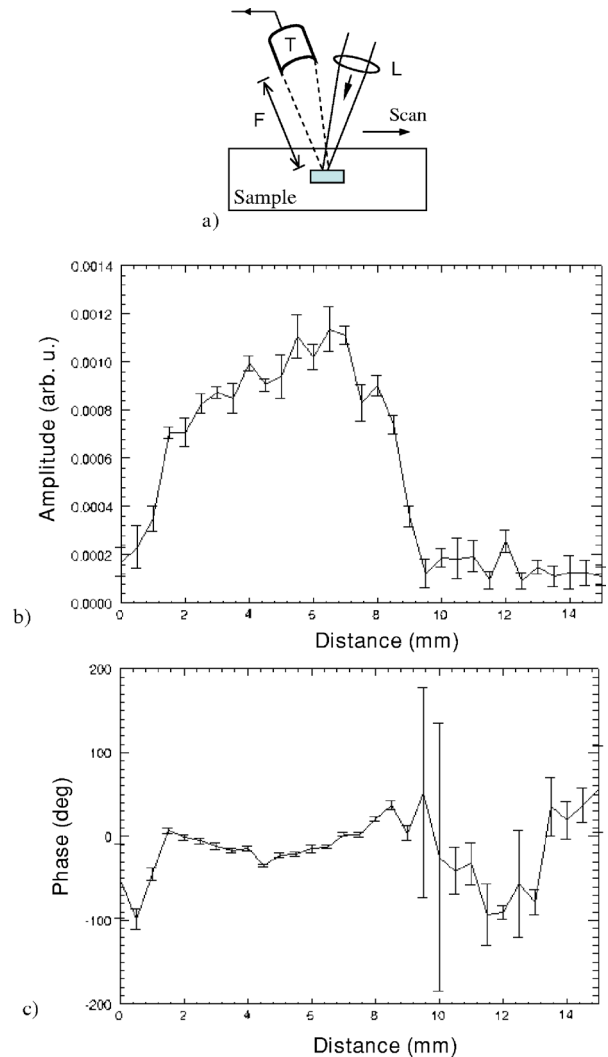 T
L
F
Scan
Sample
a)
0.0014
0.0012
0.0010
0.0008
0.0006
0.0004
0.0002
0.0000
Amplitude (arb. u.)
0 2 4 6 8 10 12 14
Distance (mm)
b)
200
100
0
-100
-200
Phase (deg)
0 2 4 6 8 10 12 14
Distance (mm)
c)